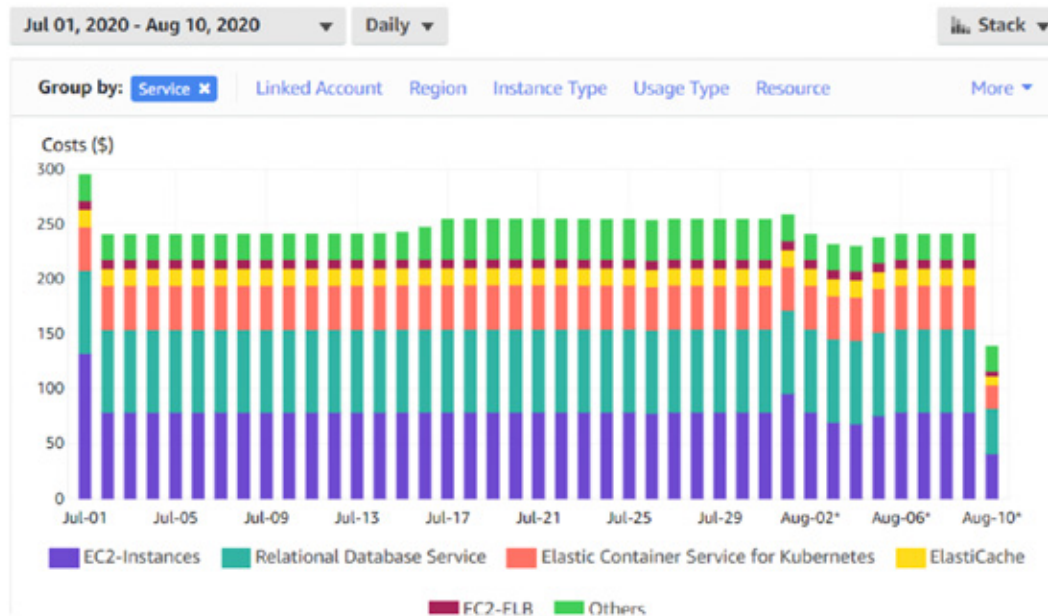 Jul 01, 2020 - Aug 10, 2020 Daily Stack
Group by: Service × Linked Account Region Instance Type Usage Type Resource More
Costs ($)
300
250
200
150
100
50
0
Jul-01 Jul-05 Jul-09 Jul-13 Jul-17 Jul-21 Jul-25 Jul-29 Aug-02* Aug-06* Aug-10*
EC2-Instances Relational Database Service Elastic Container Service for Kubernetes ElastiCache
EC2-ELB Others